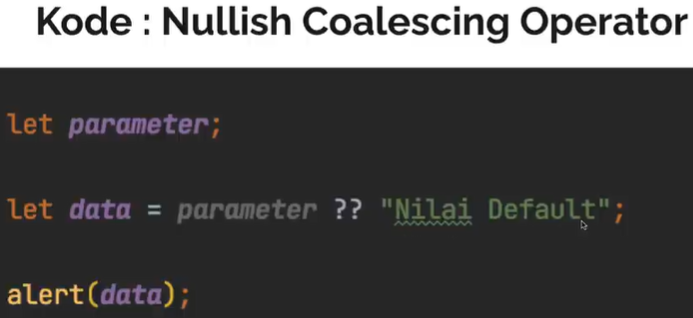 Kode : Nullish Coalescing Operator
let parameter;
let data = parameter ?? "Nilai Default";
alert(data);